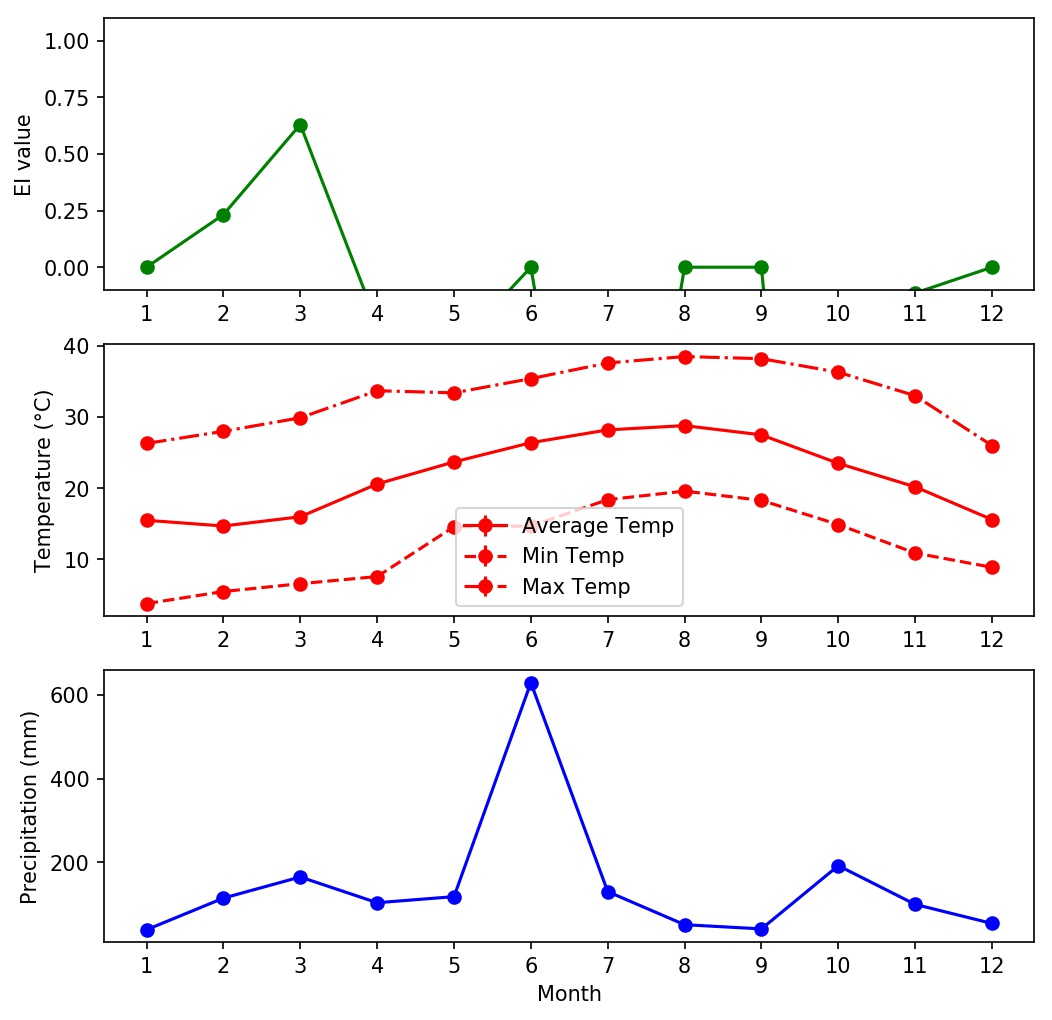 EI value
1.00
0.75
0.50
0.25
0.00
1 2 3 4 5 6 7 8 9 10 11 12
Temperature (°C)
40
30
20
10
Average Temp
Min Temp
Max Temp
1 2 3 4 5 6 7 8 9 10 11 12
Precipitation (mm)
600
400
200
1 2 3 4 5 6 7 8 9 10 11 12
Month